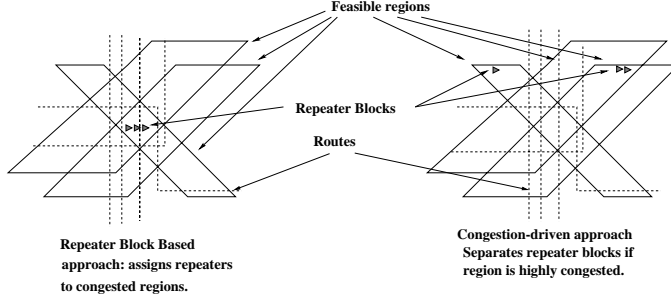 Feasible regions
Repeater Blocks
Routes
Repeater Block Based
approach: assigns repeaters
to congested regions.
Congestion-driven approach
Separates repeater blocks if
region is highly congested.